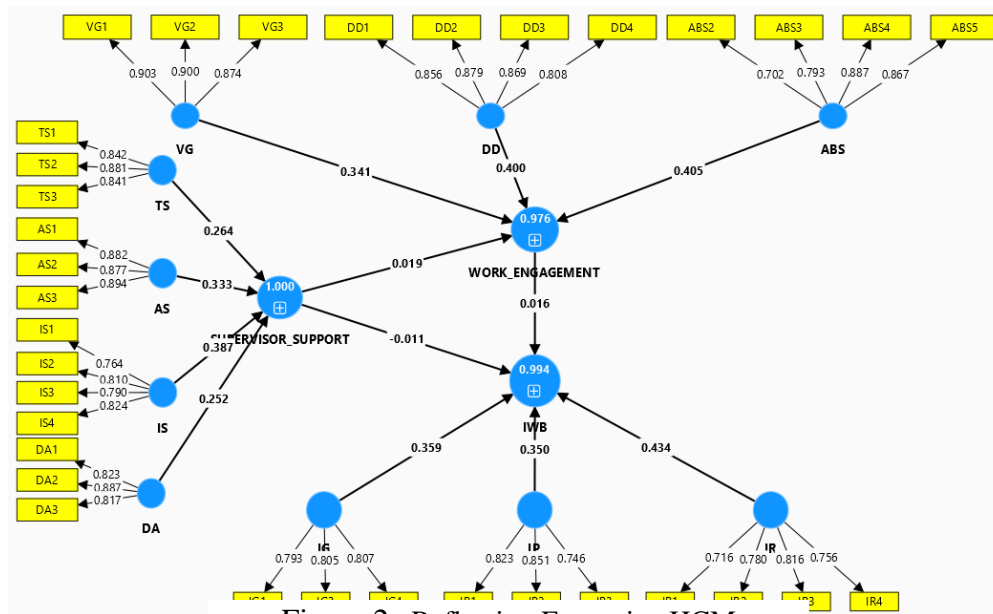 VG1 VG2 VG3 DD1 DD2 DD3 DD4 ABS2 ABS3 ABS4 ABS5
0.903 0.900 0.874 0.856 0.879 0.869 0.808 0.702 0.793 0.887 0.867
VG DD ABS
TS1
TS2
TS3
0.842
0.881
0.841
TS
0.341 0.400 0.405
0.264
AS1
AS2
AS3
0.882
0.877
0.894
AS
0.333
0.976
WORK_ENGAGEMENT
0.019
1.000
SUPERVISOR_SUPPORT
0.016
-0.011
IS1
IS2
IS3
IS4
0.764
0.810
0.790
0.824
IS
0.387
0.252
0.994
IWB
DA1
DA2
DA3
0.823
0.887
0.817
DA
0.359 0.350 0.434
IG IP IR
0.793 0.805 0.807 0.823 0.851 0.746 0.716 0.780 0.816 0.756
IR4
Figure 2